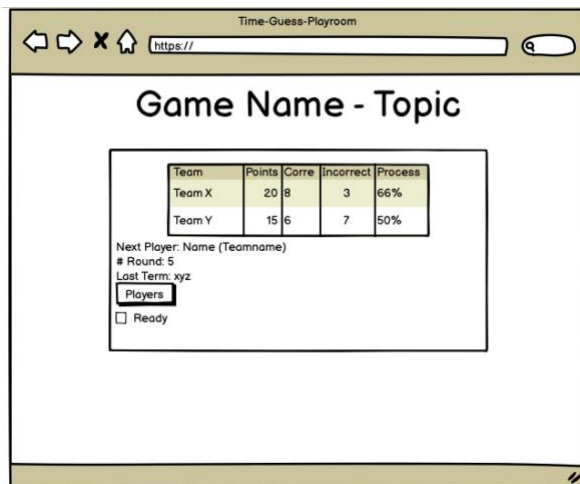 Time-Guess-Playroom
https://
Game Name - Topic
Team Points Corre Incorrect Process
Team X 20 8 3 66%
Team Y 15 6 7 50%
Next Player: Name (Teamname)
# Round: 5
Last Term: xyz
Players
Ready